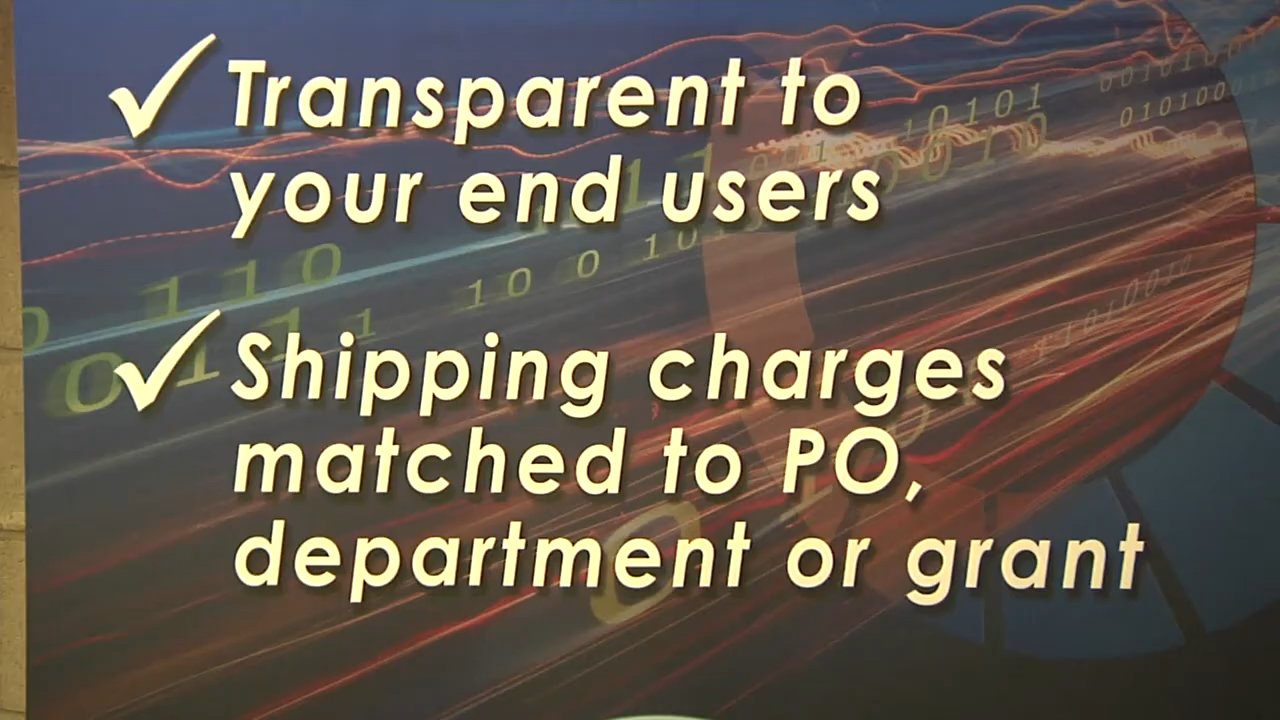 ✓ Transparent to
your end users
✓ Shipping charges
matched to PO,
department or grant